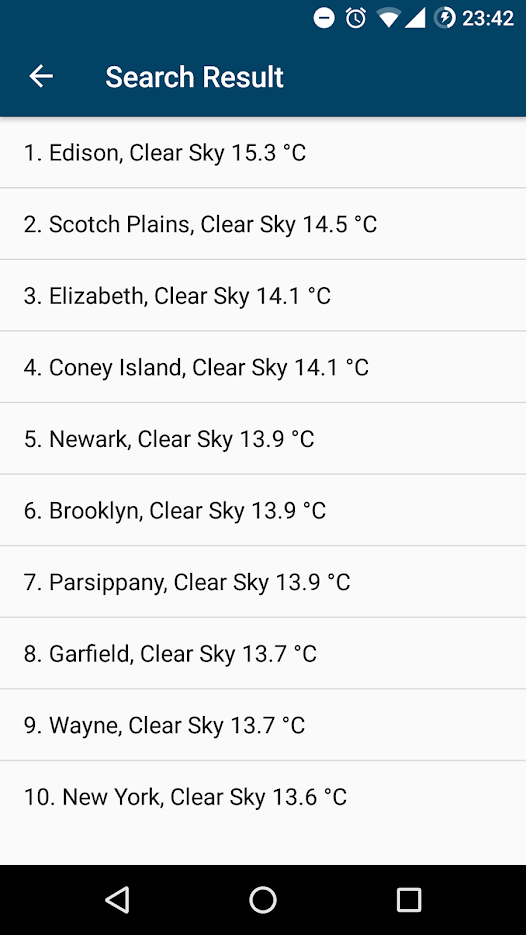 23:42
Search Result
1. Edison, Clear Sky 15.3 °C
2. Scotch Plains, Clear Sky 14.5 °C
3. Elizabeth, Clear Sky 14.1 °C
4. Coney Island, Clear Sky 14.1 °C
5. Newark, Clear Sky 13.9 °C
6. Brooklyn, Clear Sky 13.9 °C
7. Parsippany, Clear Sky 13.9 °C
8. Garfield, Clear Sky 13.7 °C
9. Wayne, Clear Sky 13.7 °C
10. New York, Clear Sky 13.6 °C